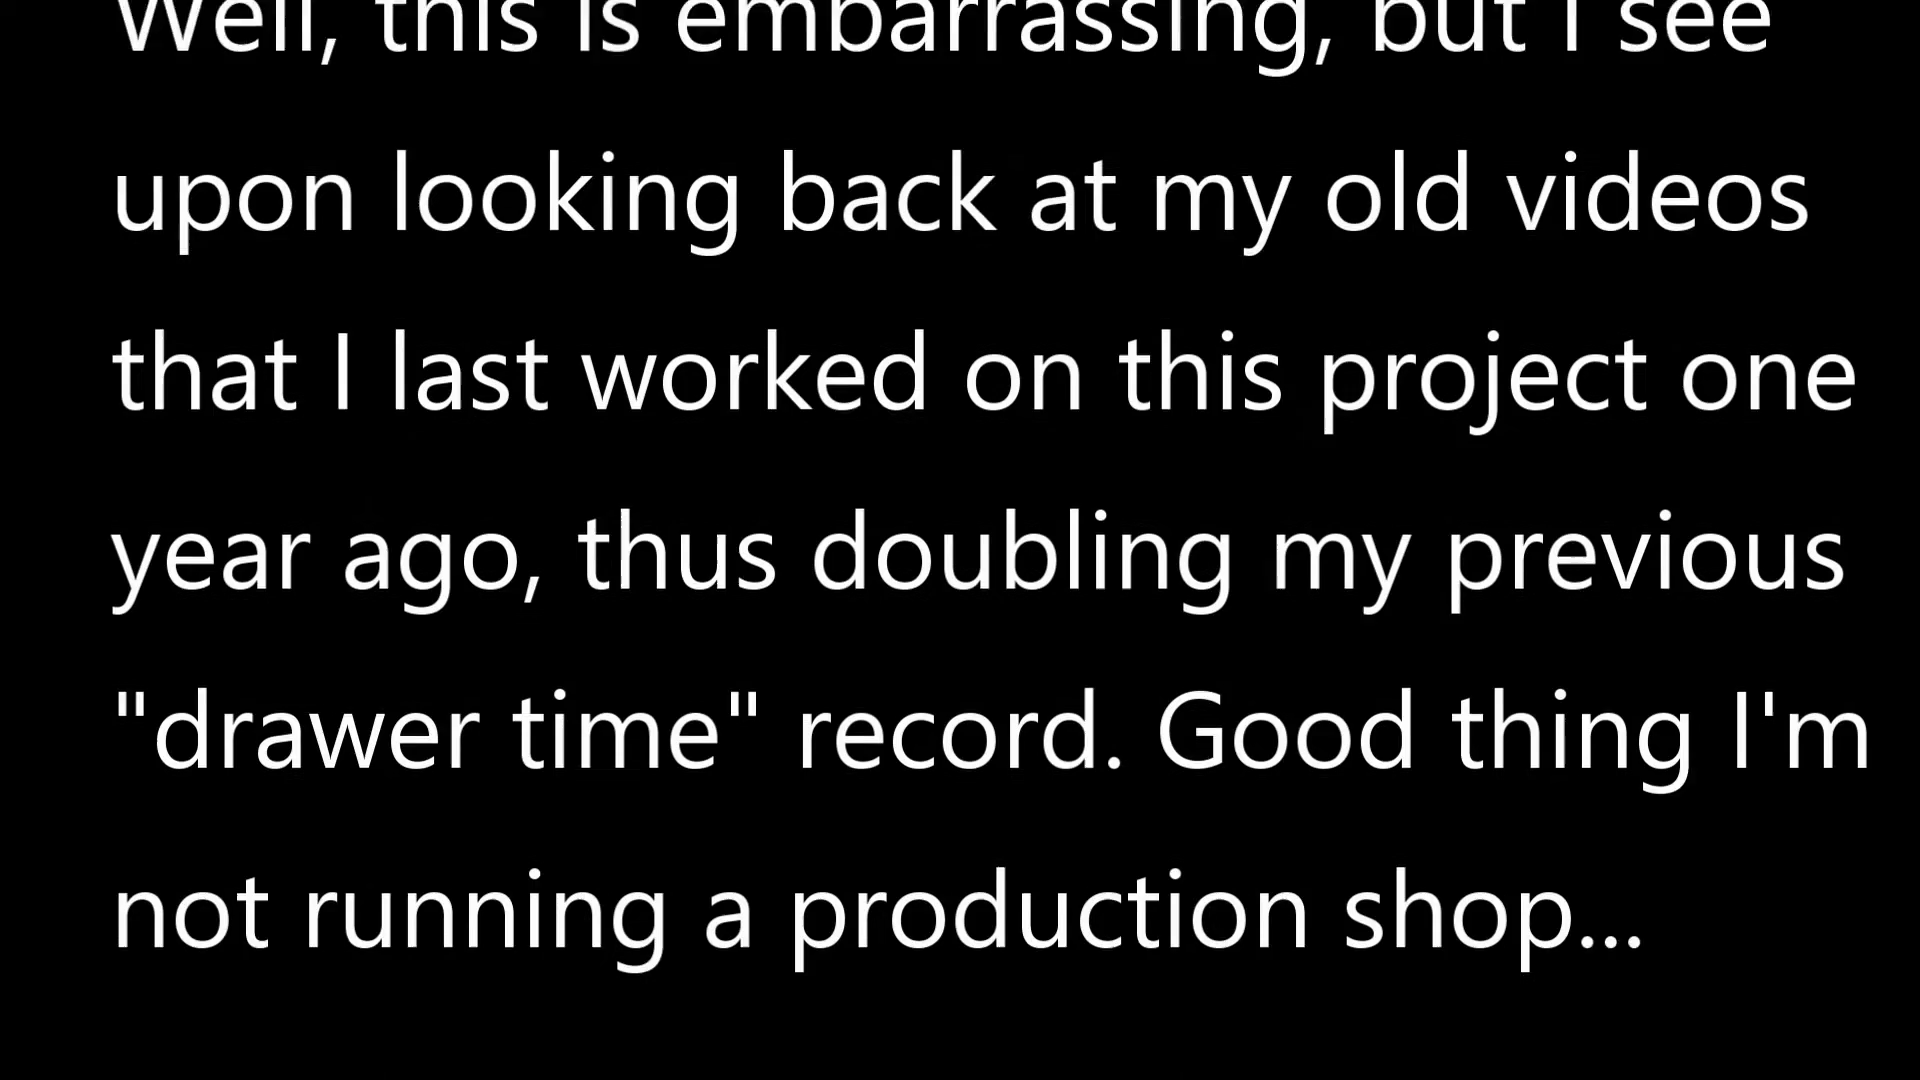 Well, this is embarrassing, but I see
upon looking back at my old videos
that I last worked on this project one
year ago, thus doubling my previous
"drawer time" record. Good thing I'm
not running a production shop...